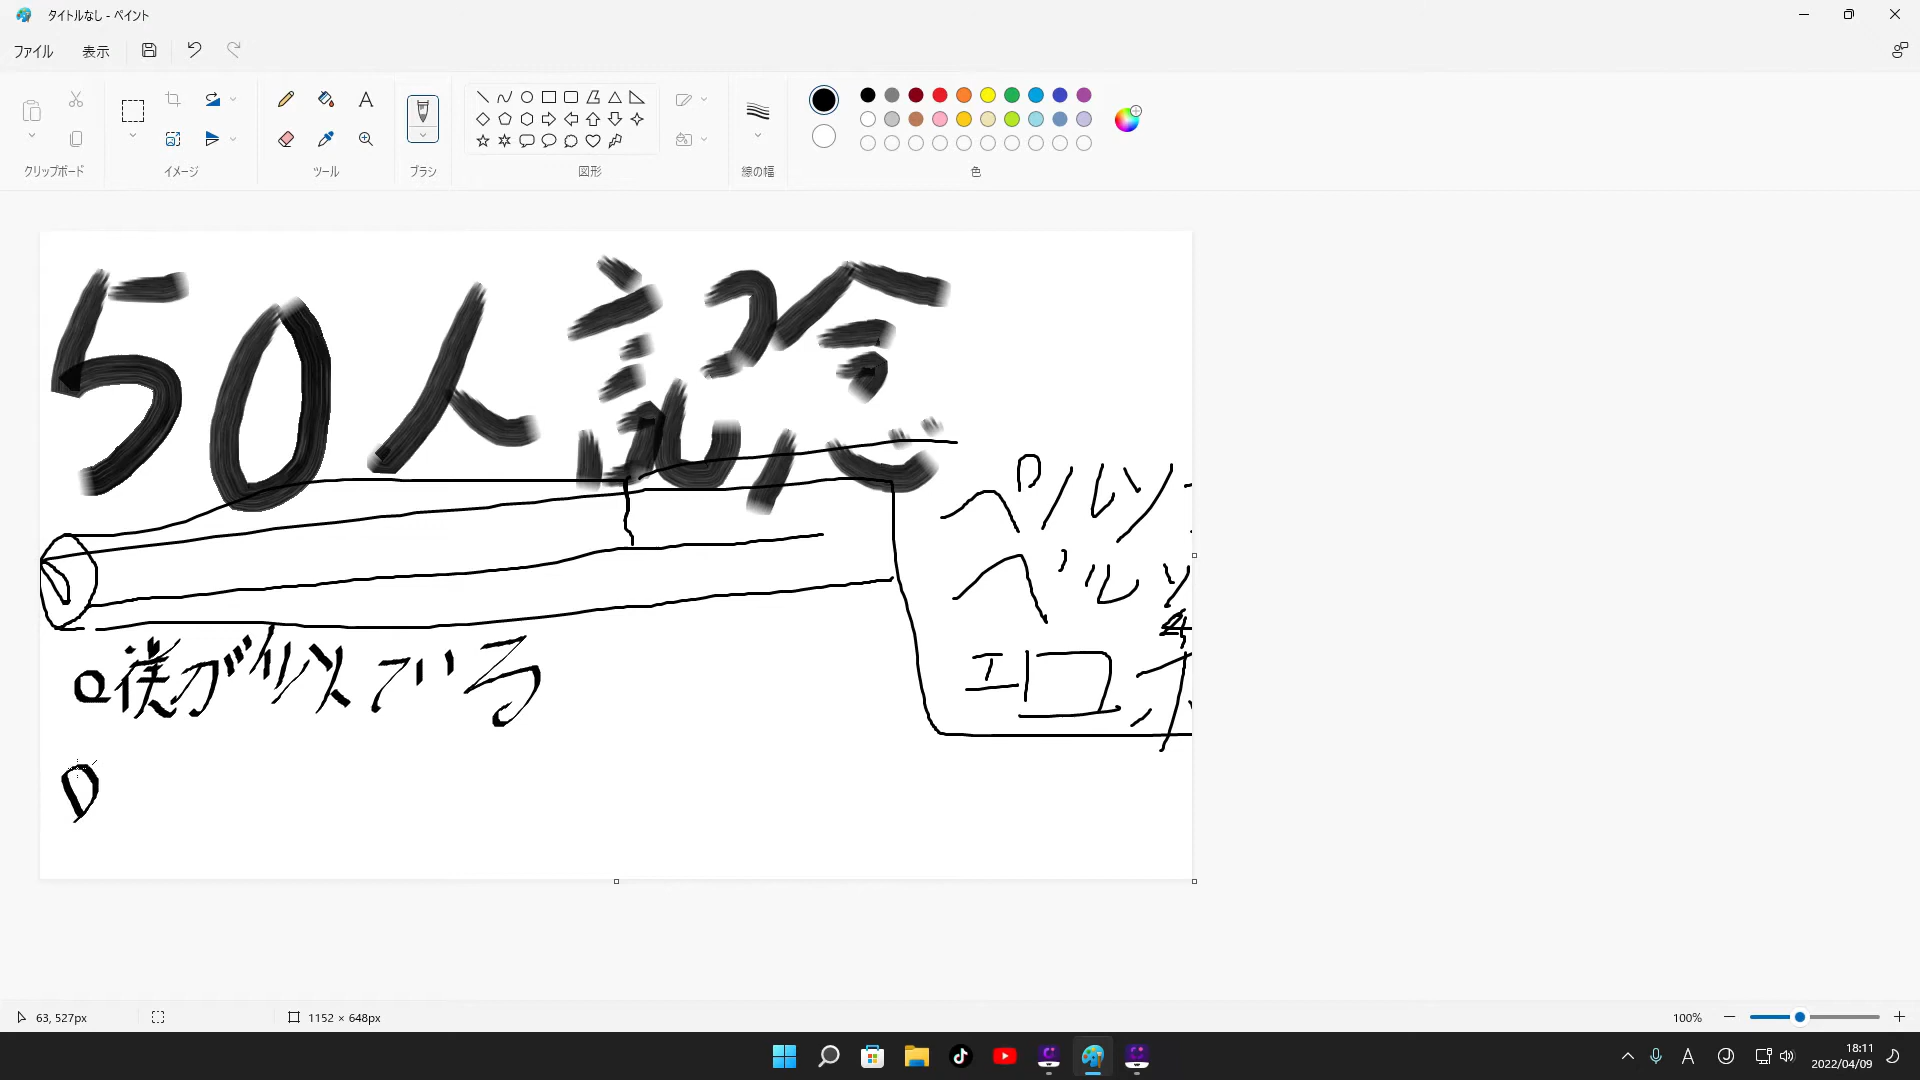 タイトルなし - ペイント
ファイル 表示
クリップボード イメージ ツール ブラシ 図形 線の幅 色
50人記念
ペルソ
ペルソ
4
エコー
様が似ている
63, 527px 1152 × 648px 100%
A 18:11
2022/04/09